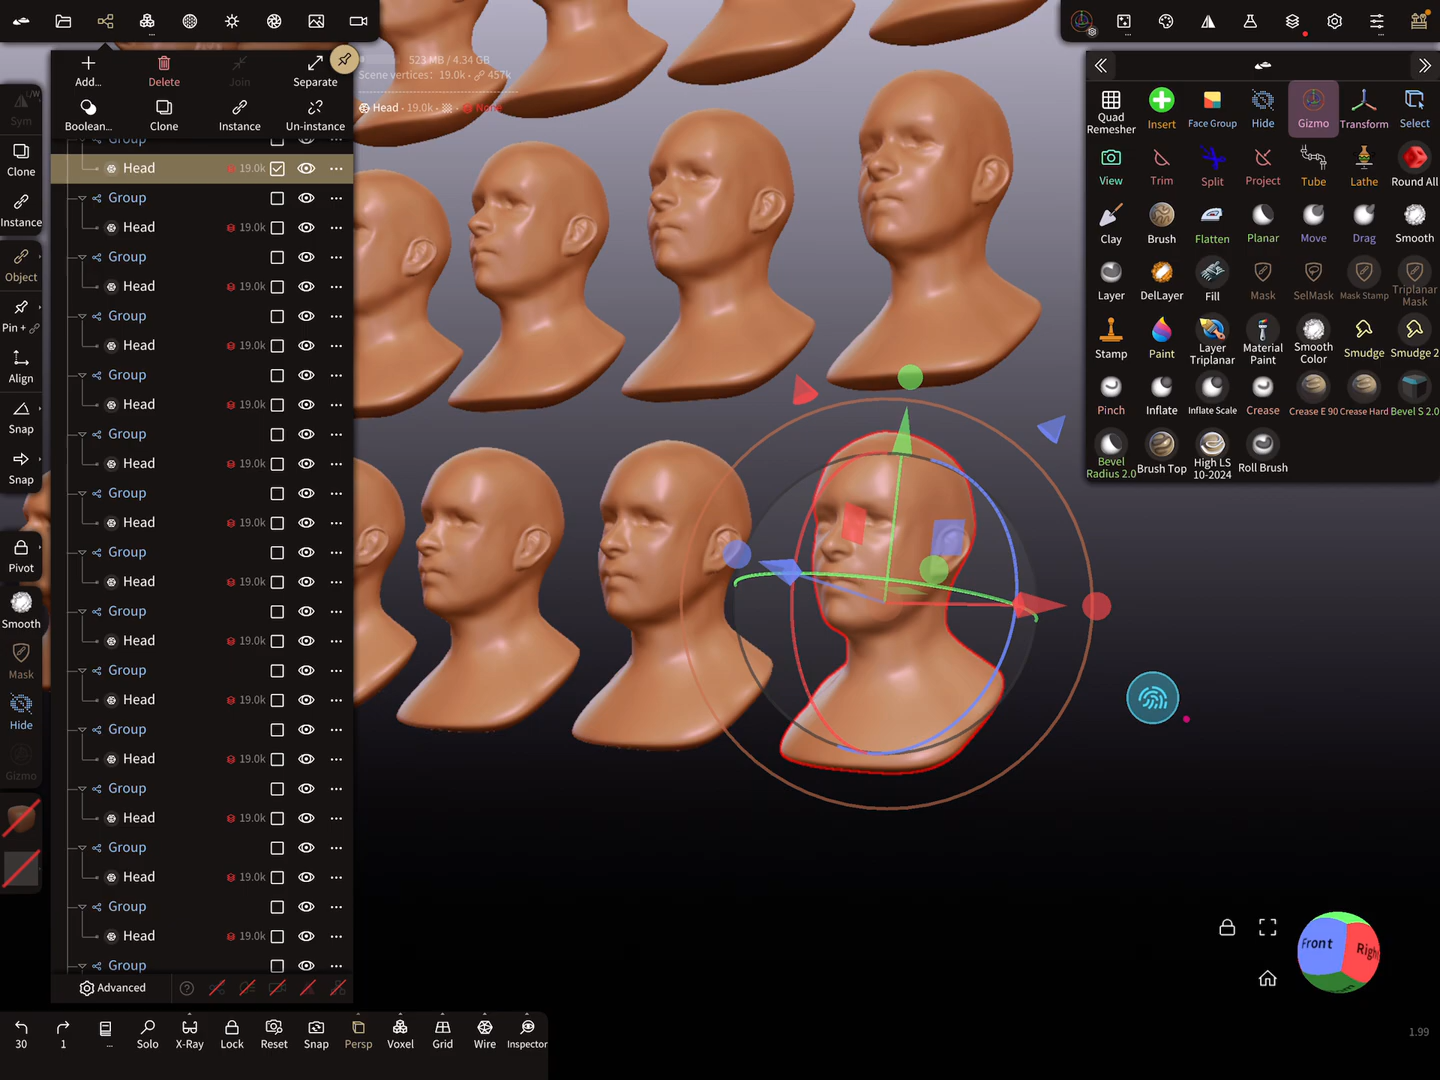 Add...
Delete
Join
Separate
Boolean...
Clone
Instance
Un-instance
523 MB / 4.34 GB
Scene vertices: 19.0k · 457k
Head · 19.0k · · None
Group
Head 19.0k
Group
Head 19.0k
Group
Head 19.0k
Group
Head 19.0k
Group
Head 19.0k
Group
Head 19.0k
Group
Head 19.0k
Group
Head 19.0k
Group
Head 19.0k
Group
Head 19.0k
Group
Head 19.0k
Group
Head 19.0k
Group
Head 19.0k
Group
Head 19.0k
Group
Advanced
Sym
Clone
Instance
Object
Pin +
Align
Snap
Snap
Pivot
Smooth
Mask
Hide
Gizmo
Quad Remesher
Insert
Face Group
Hide
Gizmo
Transform
Select
View
Trim
Split
Project
Tube
Lathe
Round All
Clay
Brush
Flatten
Planar
Move
Drag
Smooth
Layer
DelLayer
Fill
Mask
SelMask
Mask Stamp
Triplanar Mask
Stamp
Paint
Layer Triplanar
Material Paint
Smooth Color
Smudge
Smudge 2
Pinch
Inflate
Inflate Scale
Crease
Crease E 90
Crease Hard
Bevel S 2.0
Bevel Radius 2.0
Brush Top
High LS 10-2024
Roll Brush
Front
Right
1.99
30
1
...
Solo
X-Ray
Lock
Reset
Snap
Persp
Voxel
Grid
Wire
Inspector